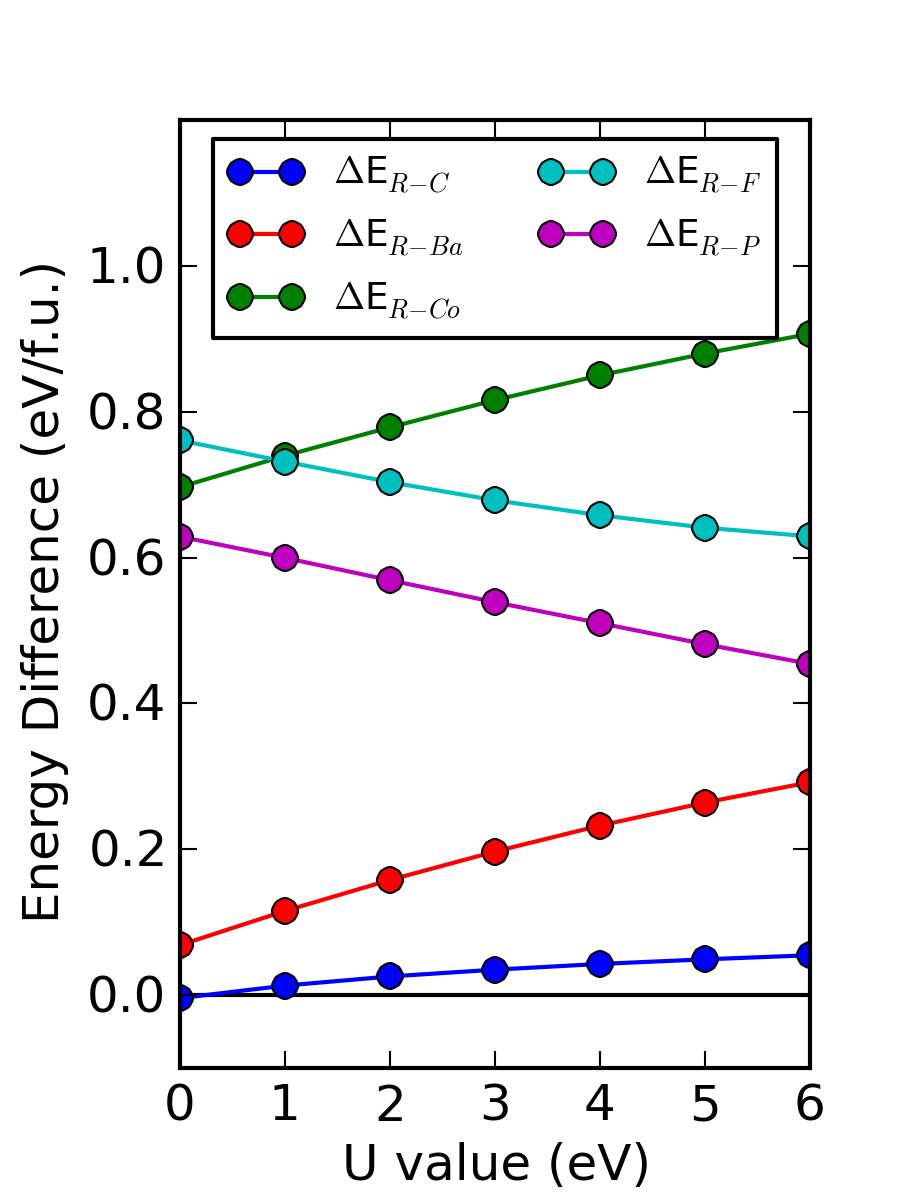 ΔE_{R−C}
ΔE_{R−Ba}
ΔE_{R−Co}
ΔE_{R−F}
ΔE_{R−P}
Energy Difference (eV/f.u.)
1.0
0.8
0.6
0.4
0.2
0.0
0 1 2 3 4 5 6
U value (eV)